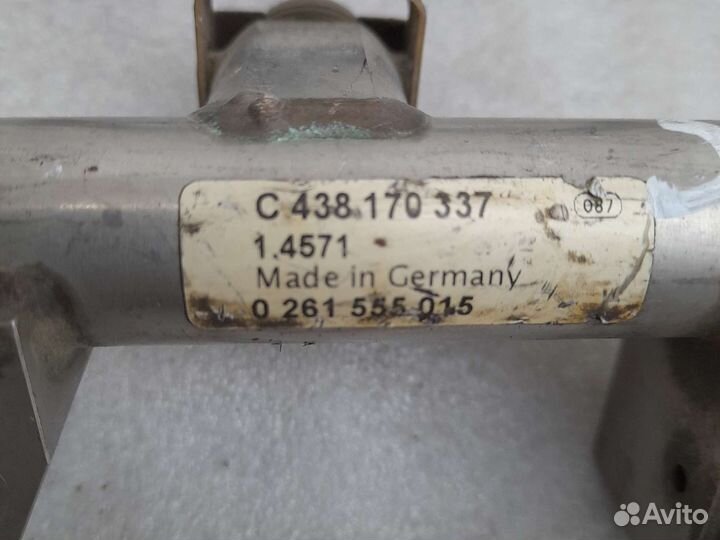 C 438 170 337
087
1.4571
Made in Germany
0 261 555 015
Avito